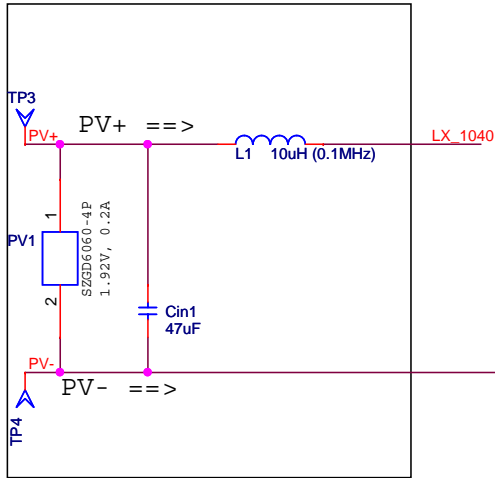 TP3
PV+
PV+ ==>
L1 10uH (0.1MHz)
LX_1040
1
PV1
2
SZGD6060-4P
1.92V, 0.2A
Cin1
47uF
PV-
PV- ==>
TP4